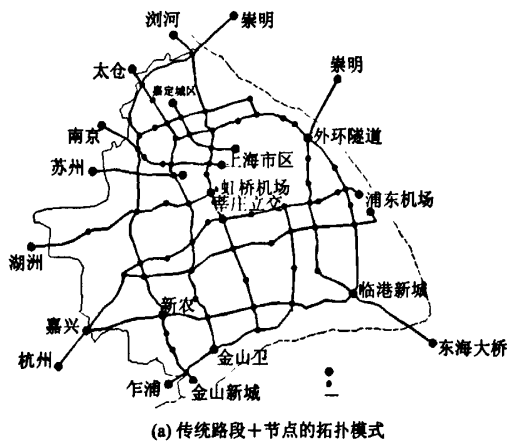 浏河
崇明
太仓
崇明
嘉定城区
南京
外环隧道
上海市区
苏州
虹桥机场
莘庄立交
浦东机场
湖洲
临港新城
新农
嘉兴
东海大桥
杭州
金山卫
乍浦
金山新城
(a) 传统路段+节点的拓扑模式